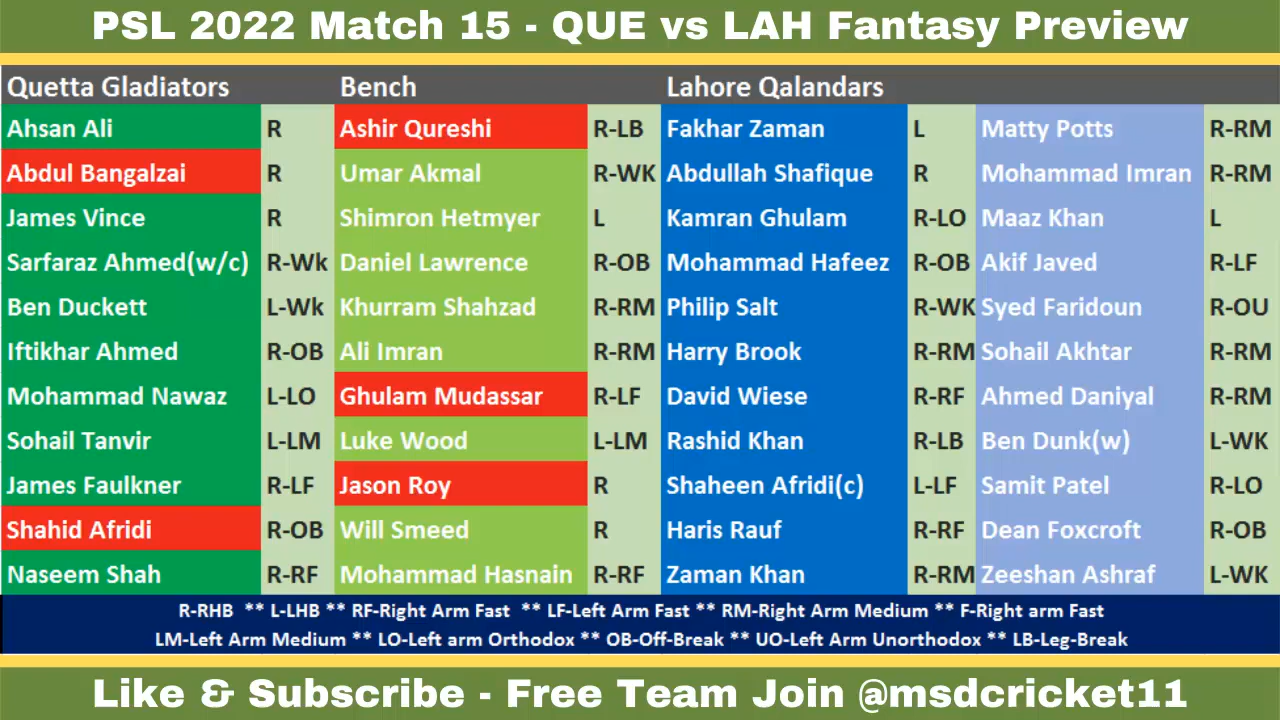 PSL 2022 Match 15 - QUE vs LAH Fantasy Preview
Quetta Gladiators Bench Lahore Qalandars
Ahsan Ali R Ashir Qureshi R-LB Fakhar Zaman L Matty Potts R-RM
Abdul Bangalzai R Umar Akmal R-WK Abdullah Shafique R Mohammad Imran R-RM
James Vince R Shimron Hetmyer L Kamran Ghulam R-LO Maaz Khan L
Sarfaraz Ahmed(w/c) R-Wk Daniel Lawrence R-OB Mohammad Hafeez R-OB Akif Javed R-LF
Ben Duckett L-Wk Khurram Shahzad R-RM Philip Salt R-WK Syed Faridoun R-OU
Iftikhar Ahmed R-OB Ali Imran R-RM Harry Brook R-RM Sohail Akhtar R-RM
Mohammad Nawaz L-LO Ghulam Mudassar R-LF David Wiese R-RF Ahmed Daniyal R-RM
Sohail Tanvir L-LM Luke Wood L-LM Rashid Khan R-LB Ben Dunk(w) L-WK
James Faulkner R-LF Jason Roy R Shaheen Afridi(c) L-LF Samit Patel R-LO
Shahid Afridi R-OB Will Smeed R Haris Rauf R-RF Dean Foxcroft R-OB
Naseem Shah R-RF Mohammad Hasnain R-RF Zaman Khan R-RM Zeeshan Ashraf L-WK
R-RHB ** L-LHB ** RF-Right Arm Fast ** LF-Left Arm Fast ** RM-Right Arm Medium ** F-Right arm Fast
LM-Left Arm Medium ** LO-Left arm Orthodox ** OB-Off-Break ** UO-Left Arm Unorthodox ** LB-Leg-Break
Like & Subscribe - Free Team Join @msdcricket11